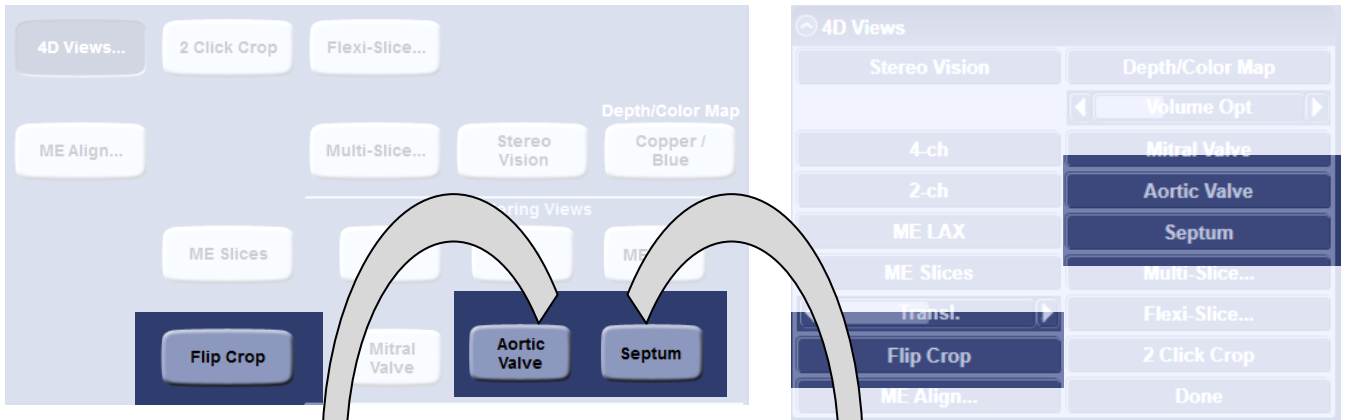 4D Views...
2 Click Crop
Flexi-Slice...
Depth/Color Map
ME Align...
Multi-Slice...
Stereo
Vision
Copper /
Blue
ring Views
ME Slices
ME
Flip Crop
Mitral
Valve
Aortic
Valve
Septum
4D Views
Stereo Vision
Depth/Color Map
Volume Opt
4-ch
Mitral Valve
2-ch
Aortic Valve
ME LAX
Septum
ME Slices
Multi-Slice...
Transl.
Flexi-Slice...
Flip Crop
2 Click Crop
ME Align...
Done